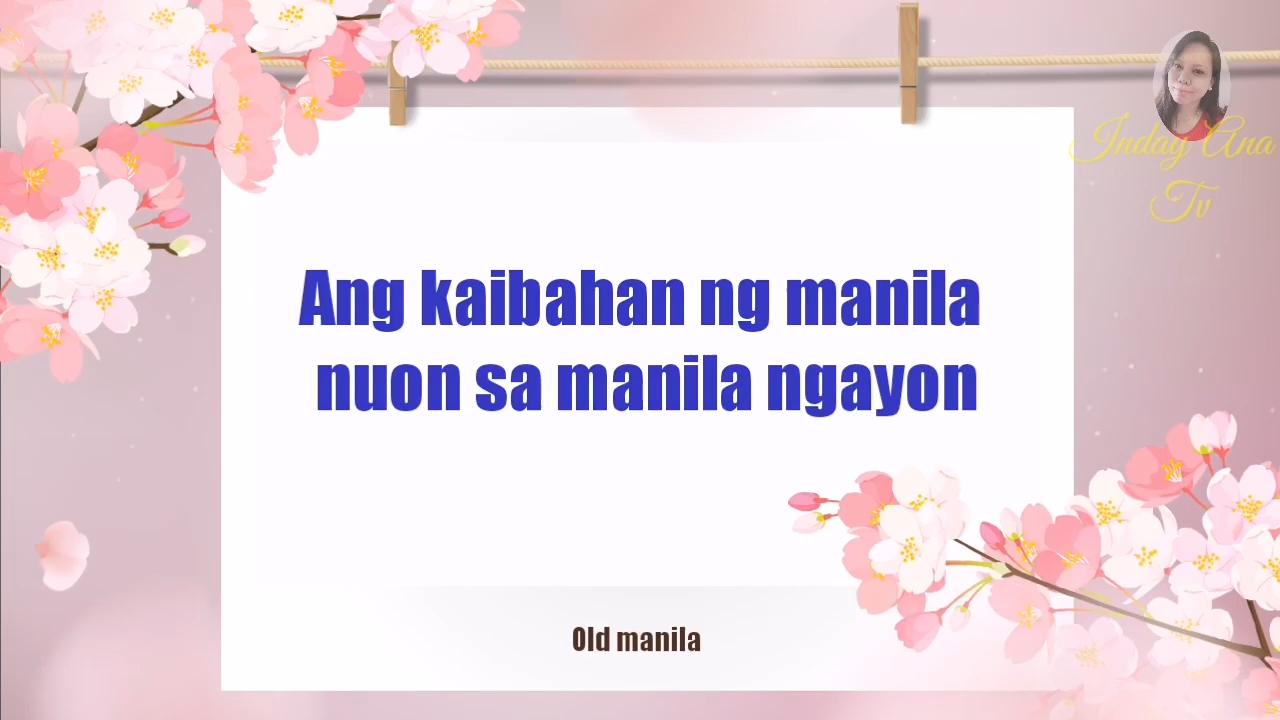 Inday Ana
Tv
Ang kaibahan ng manila
nuon sa manila ngayon
Old manila